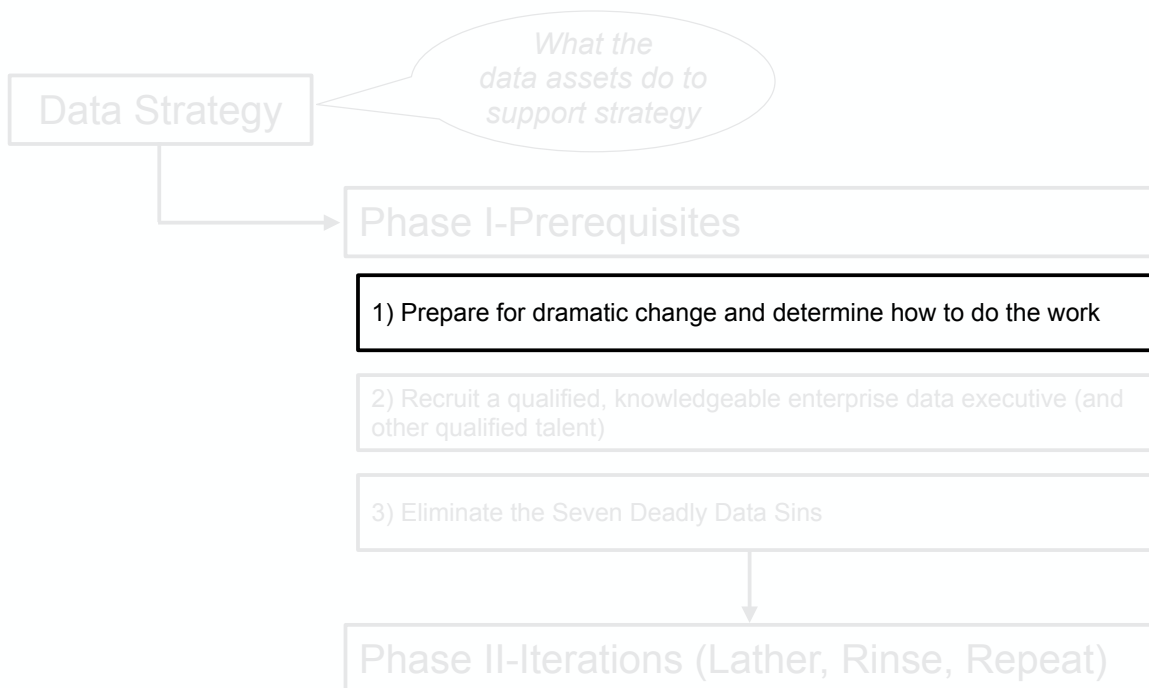 What the
data assets do to
support strategy
Data Strategy
Phase I-Prerequisites
1) Prepare for dramatic change and determine how to do the work
2) Recruit a qualified, knowledgeable enterprise data executive (and
other qualified talent)
3) Eliminate the Seven Deadly Data Sins
Phase II-Iterations (Lather, Rinse, Repeat)